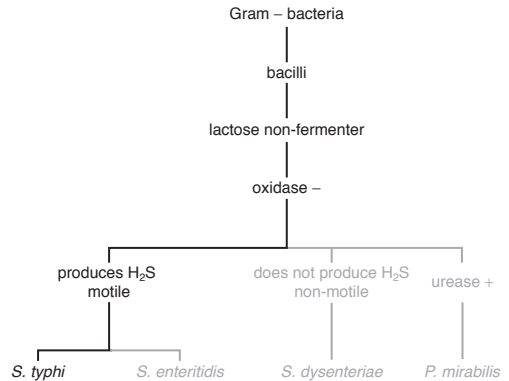 Gram – bacteria
bacilli
lactose non-fermenter
oxidase –
produces H₂S
motile
does not produce H₂S
non-motile
urease +
S. typhi
S. enteritidis
S. dysenteriae
P. mirabilis